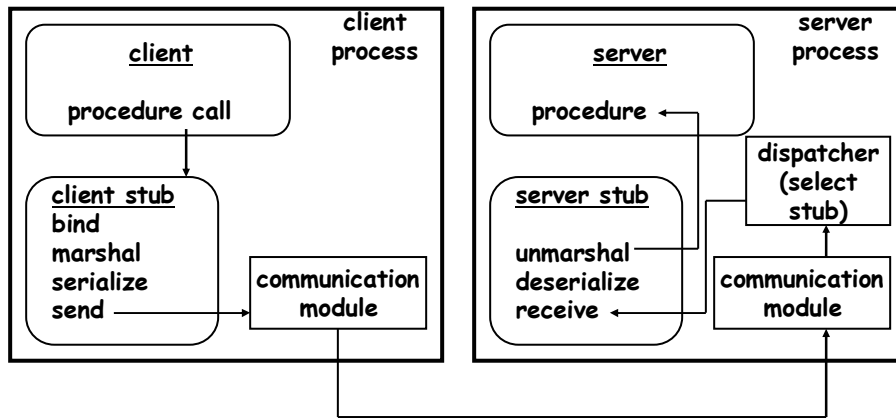 client
process
client
procedure call
client stub
bind
marshal
serialize
send
communication
module
server
process
server
procedure
dispatcher
(select
stub)
server stub
unmarshal
deserialize
receive
communication
module